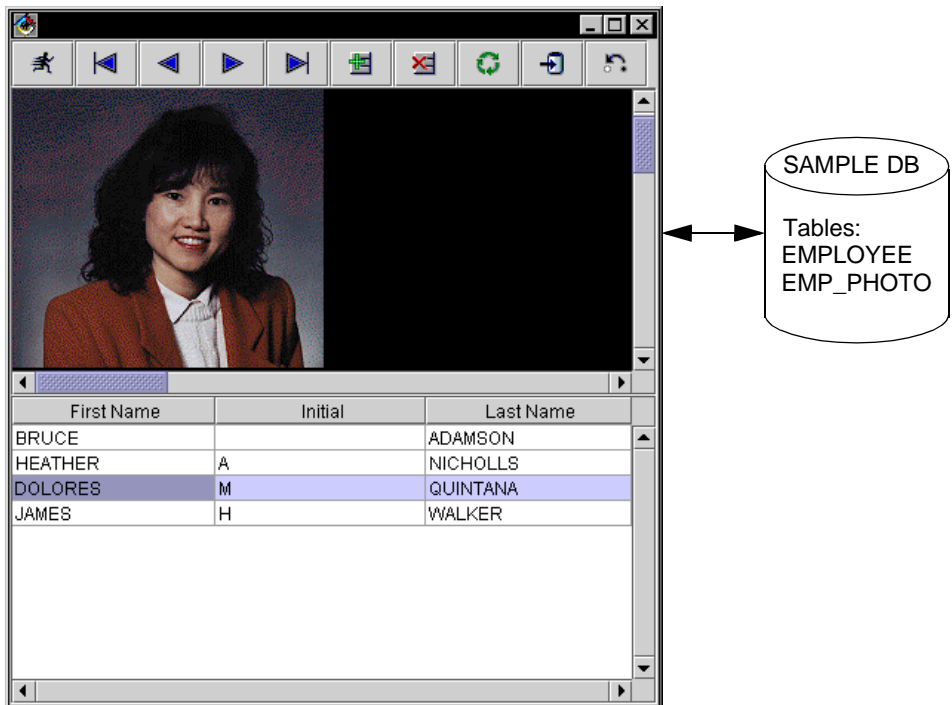 First Name Initial Last Name
BRUCE ADAMSON
HEATHER A NICHOLLS
DOLORES M QUINTANA
JAMES H WALKER
SAMPLE DB
Tables:
EMPLOYEE
EMP_PHOTO